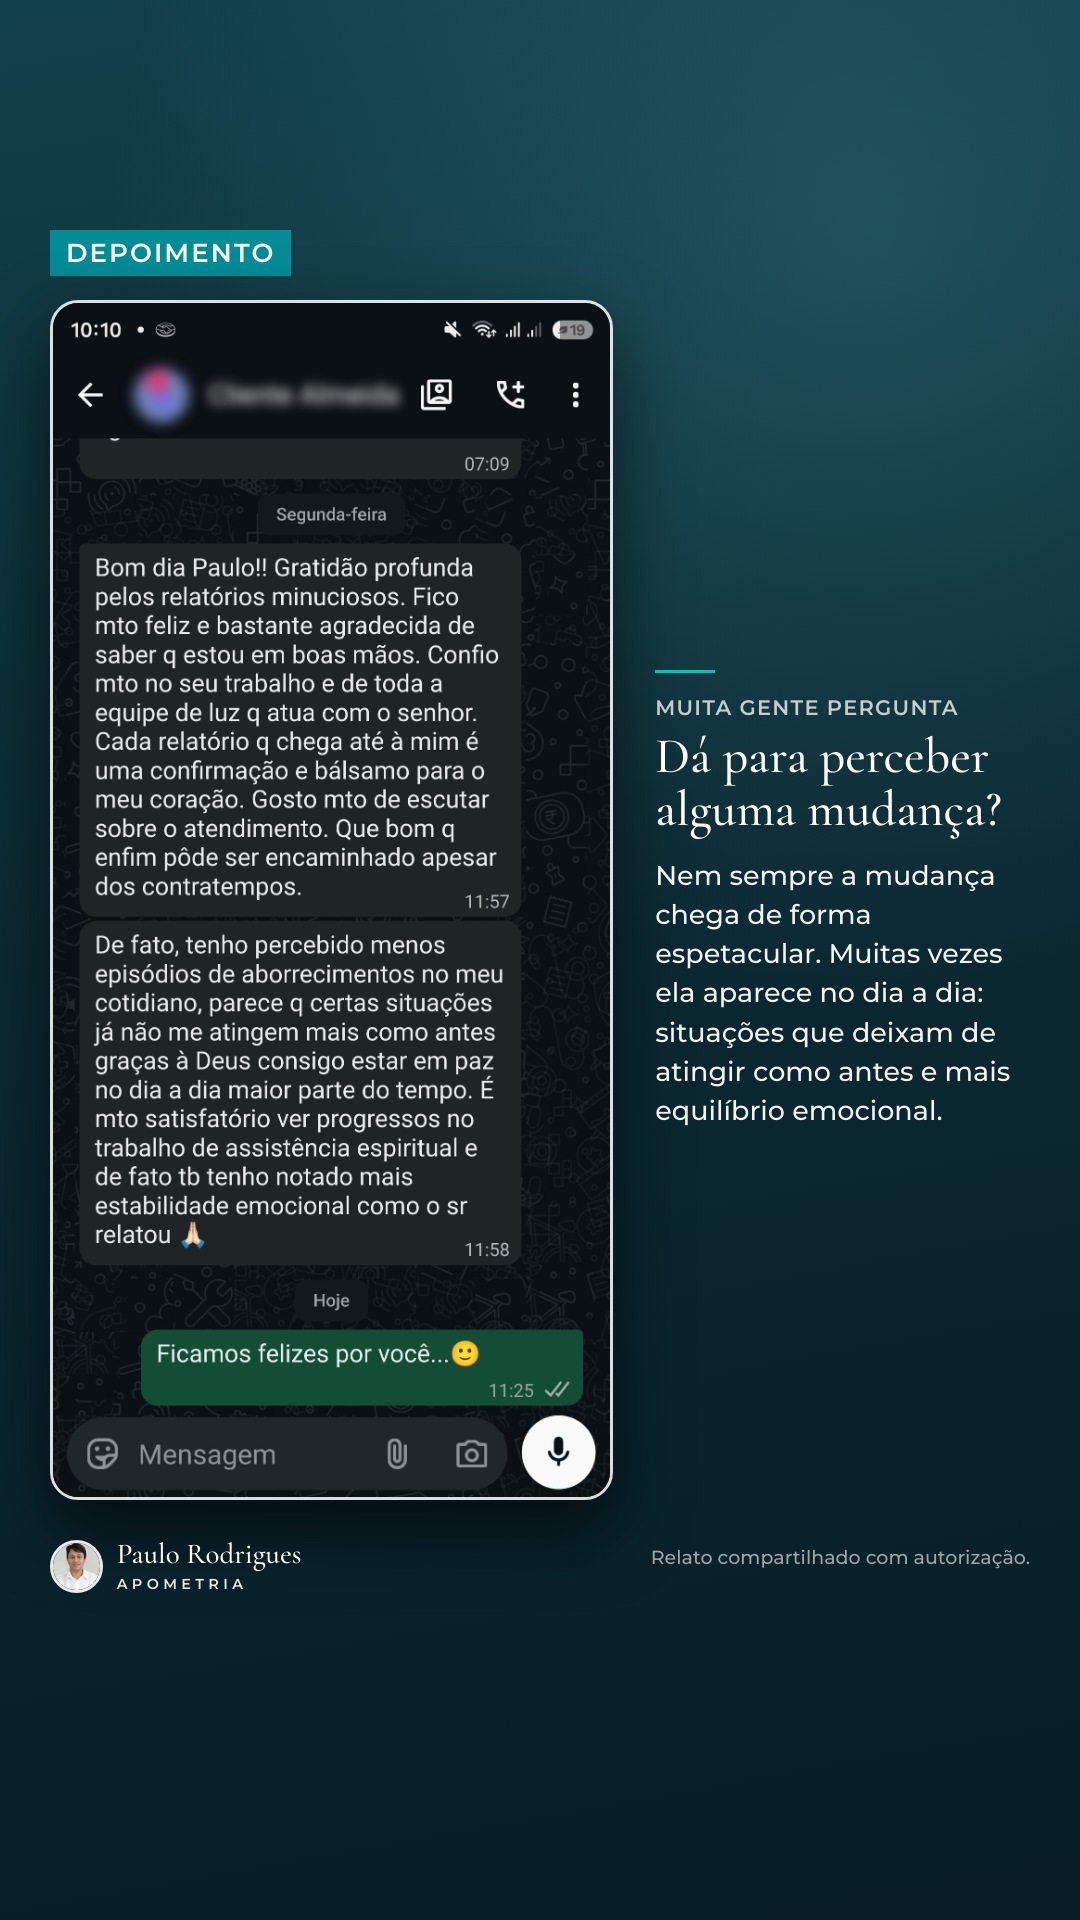 DEPOIMENTO
10:10
19
07:09
Segunda-feira
Bom dia Paulo!! Gratidão profunda
pelos relatórios minuciosos. Fico
mto feliz e bastante agradecida de
saber q estou em boas mãos. Confio
mto no seu trabalho e de toda a
equipe de luz q atua com o senhor.
Cada relatório q chega até à mim é
uma confirmação e bálsamo para o
meu coração. Gosto mto de escutar
sobre o atendimento. Que bom q
enfim pôde ser encaminhado apesar
dos contratempos.
11:57
De fato, tenho percebido menos
episódios de aborrecimentos no meu
cotidiano, parece q certas situações
já não me atingem mais como antes
graças à Deus consigo estar em paz
no dia a dia maior parte do tempo. É
mto satisfatório ver progressos no
trabalho de assistência espiritual e
de fato tb tenho notado mais
estabilidade emocional como o sr
relatou 🙏🏻
11:58
Hoje
Ficamos felizes por você...🙂
11:25
Mensagem
MUITA GENTE PERGUNTA
Dá para perceber
alguma mudança?
Nem sempre a mudança
chega de forma
espetacular. Muitas vezes
ela aparece no dia a dia:
situações que deixam de
atingir como antes e mais
equilíbrio emocional.
Paulo Rodrigues
APOMETRIA
Relato compartilhado com autorização.